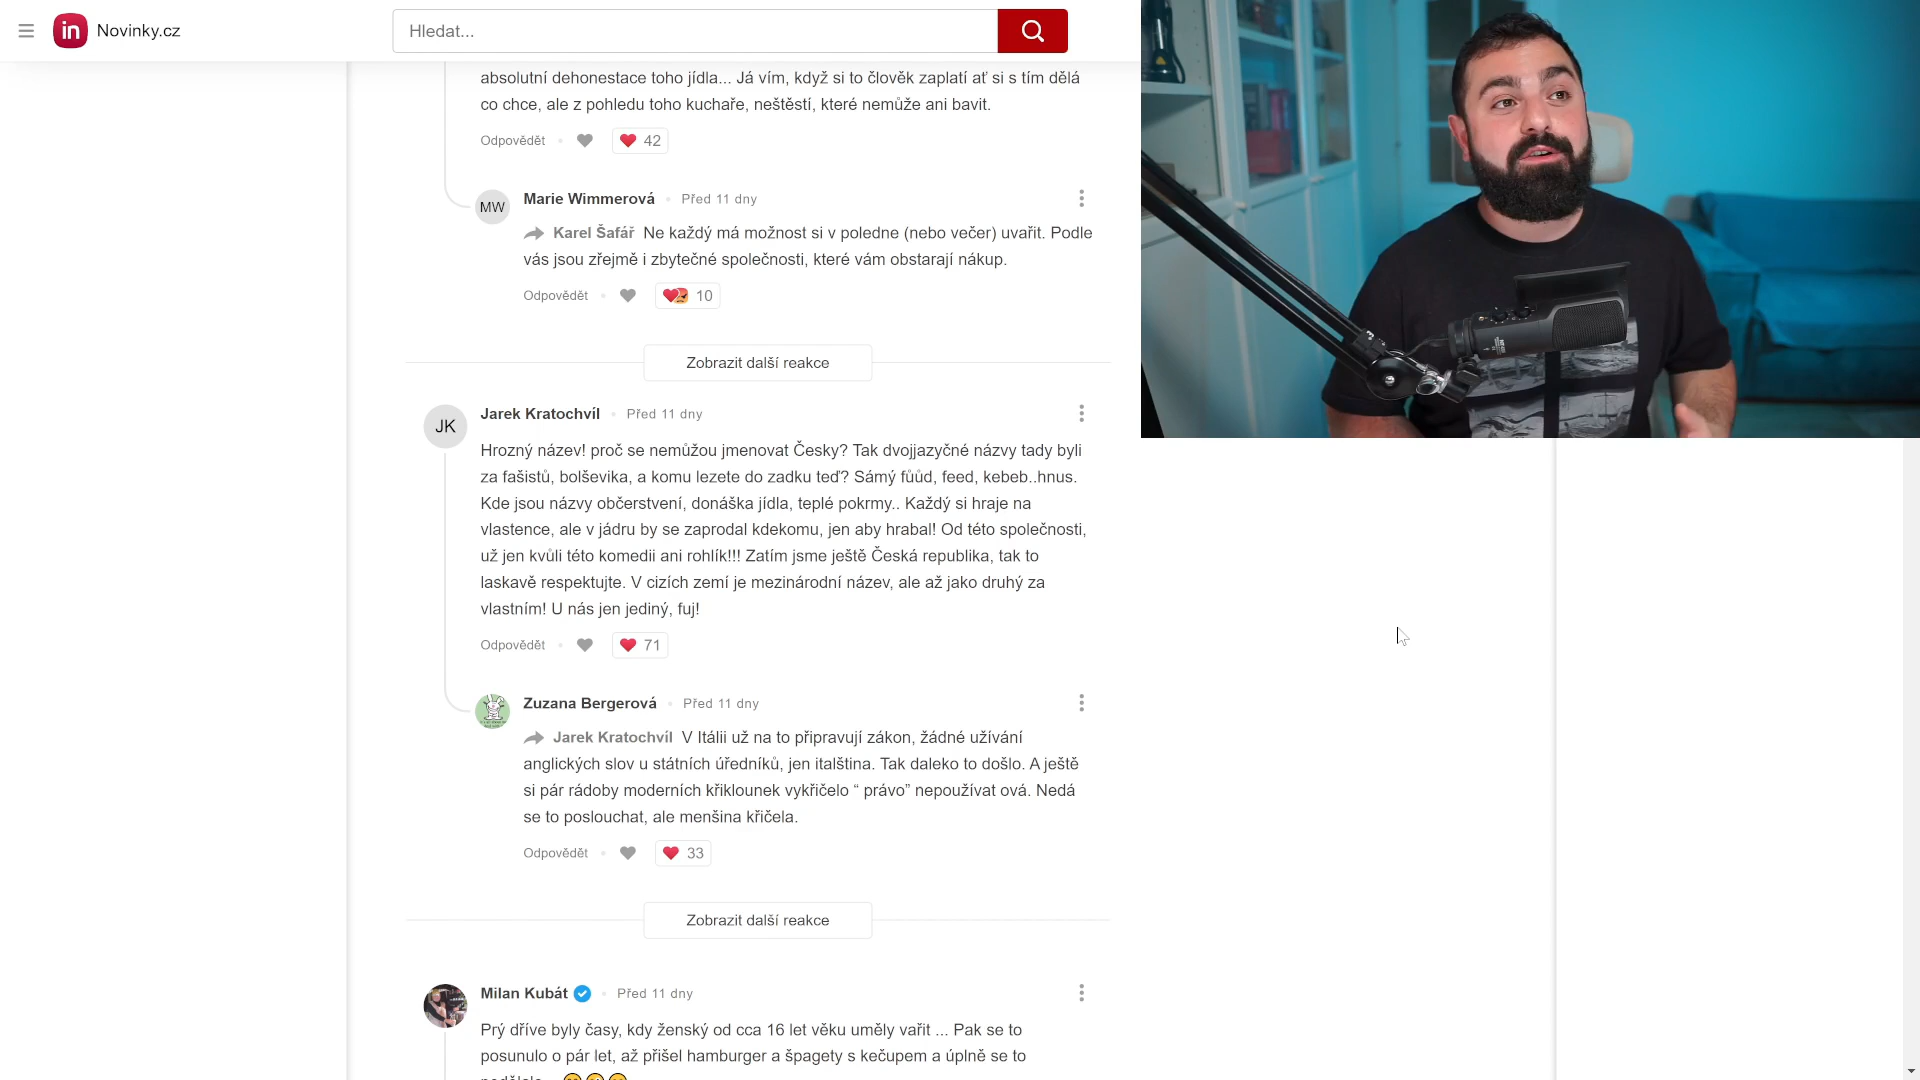 in Novinky.cz
Hledat...
absolutní dehonestace toho jídla... Já vím, když si to člověk zaplatí ať si s tím dělá
co chce, ale z pohledu toho kuchaře, neštěstí, které nemůže ani bavit.
Odpovědět 42
MW Marie Wimmerová Před 11 dny
Karel Šafář Ne každý má možnost si v poledne (nebo večer) uvařit. Podle
vás jsou zřejmě i zbytečné společnosti, které vám obstarají nákup.
Odpovědět 10
Zobrazit další reakce
JK Jarek Kratochvíl Před 11 dny
Hrozný název! proč se nemůžou jmenovat Česky? Tak dvojjazyčné názvy tady byli
za fašistů, bolševika, a komu lezete do zadku teď? Sámý fůůd, feed, kebeb..hnus.
Kde jsou názvy občerstvení, donáška jídla, teplé pokrmy.. Každý si hraje na
vlastence, ale v jádru by se zaprodal kdekomu, jen aby hrabal! Od této společnosti,
už jen kvůli této komedii ani rohlík!!! Zatím jsme ještě Česká republika, tak to
laskavě respektujte. V cizích zemí je mezinárodní název, ale až jako druhý za
vlastním! U nás jen jediný, fuj!
Odpovědět 71
Zuzana Bergerová Před 11 dny
Jarek Kratochvíl V Itálii už na to připravují zákon, žádné užívání
anglických slov u státních úředníků, jen italština. Tak daleko to došlo. A ještě
si pár rádoby moderních křiklounek vykřičelo “ právo” nepoužívat ová. Nedá
se to poslouchat, ale menšina křičela.
Odpovědět 33
Zobrazit další reakce
Milan Kubát Před 11 dny
Prý dříve byly časy, kdy ženský od cca 16 let věku uměly vařit ... Pak se to
posunulo o pár let, až přišel hamburger a špagety s kečupem a úplně se to